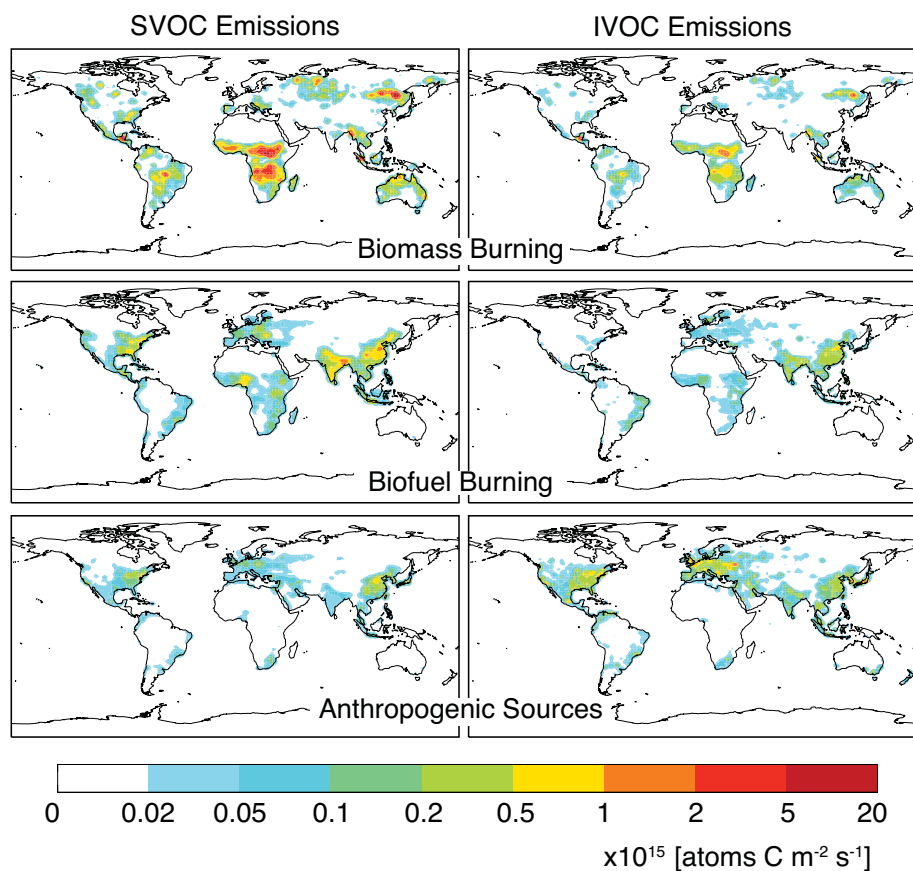 SVOC Emissions
IVOC Emissions
Biomass Burning
Biofuel Burning
Anthropogenic Sources
0 0.02 0.05 0.1 0.2 0.5 1 2 5 20
x10¹⁵ [atoms C m⁻² s⁻¹]